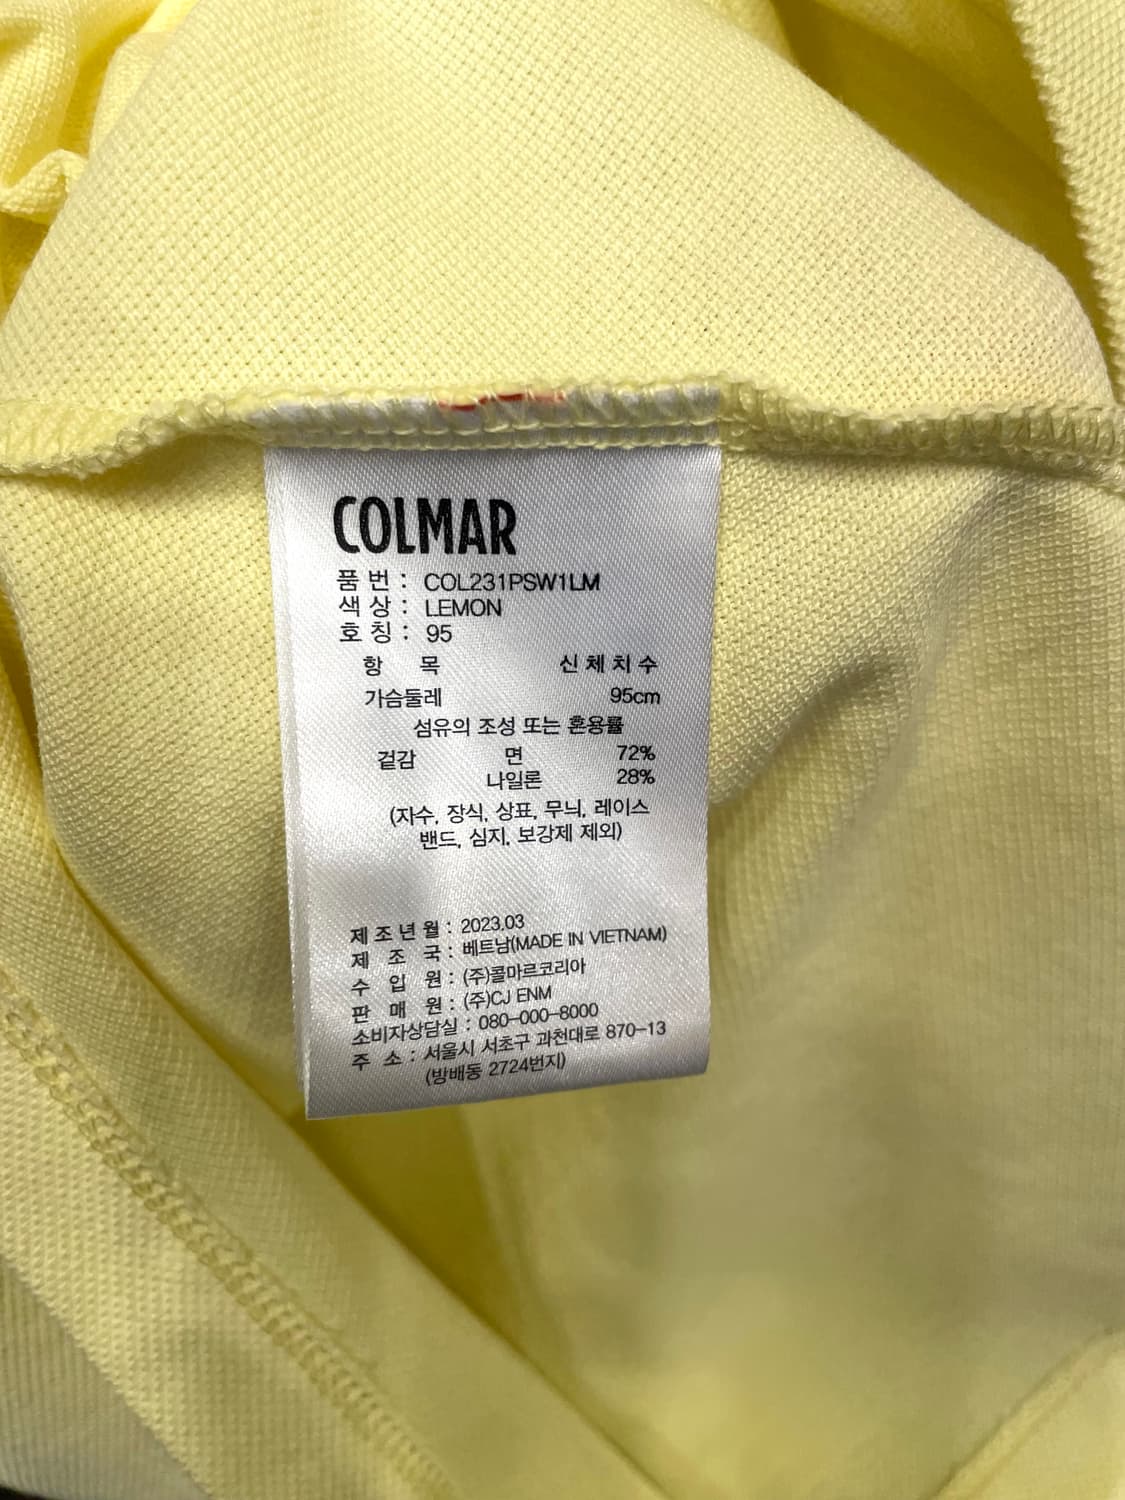 COLMAR
품 번 : COL231PSW1LM
색 상 : LEMON
호 칭 : 95
항 목 신 체 치 수
가슴둘레 95cm
섬유의 조성 또는 혼용률
겉감 면 72%
나일론 28%
(자수, 장식, 상표, 무늬, 레이스
밴드, 심지, 보강제 제외)
제 조 년 월 : 2023.03
제 조 국 : 베트남(MADE IN VIETNAM)
수 입 원 : (주)콜마르코리아
판 매 원 : (주)CJ ENM
소비자상담실 : 080-000-8000
주 소 : 서울시 서초구 과천대로 870-13
(방배동 2724번지)